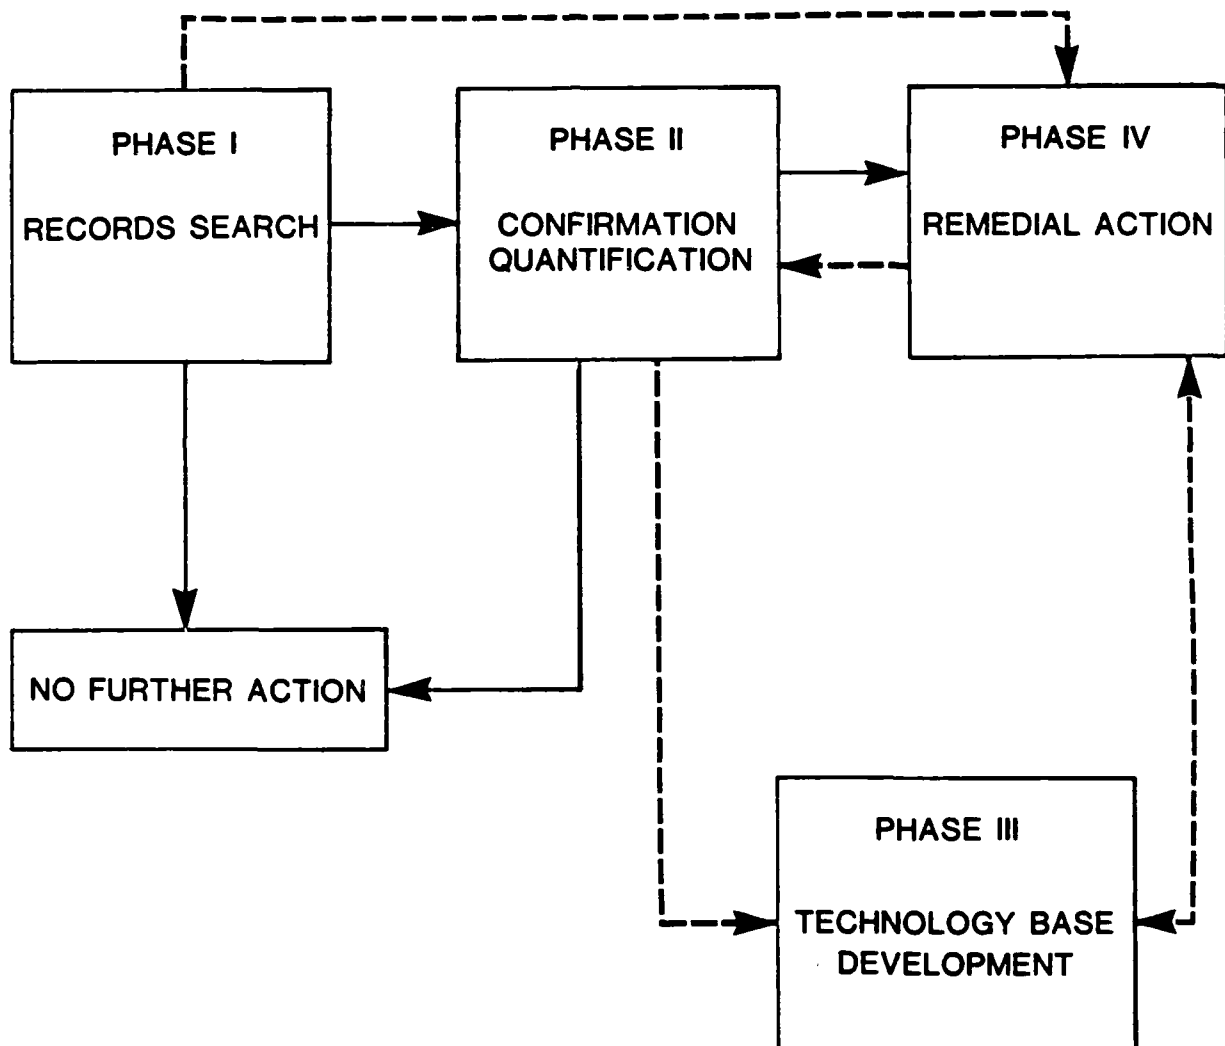 PHASE I
RECORDS SEARCH
PHASE II
CONFIRMATION
QUANTIFICATION
PHASE IV
REMEDIAL ACTION
NO FURTHER ACTION
PHASE III
TECHNOLOGY BASE
DEVELOPMENT